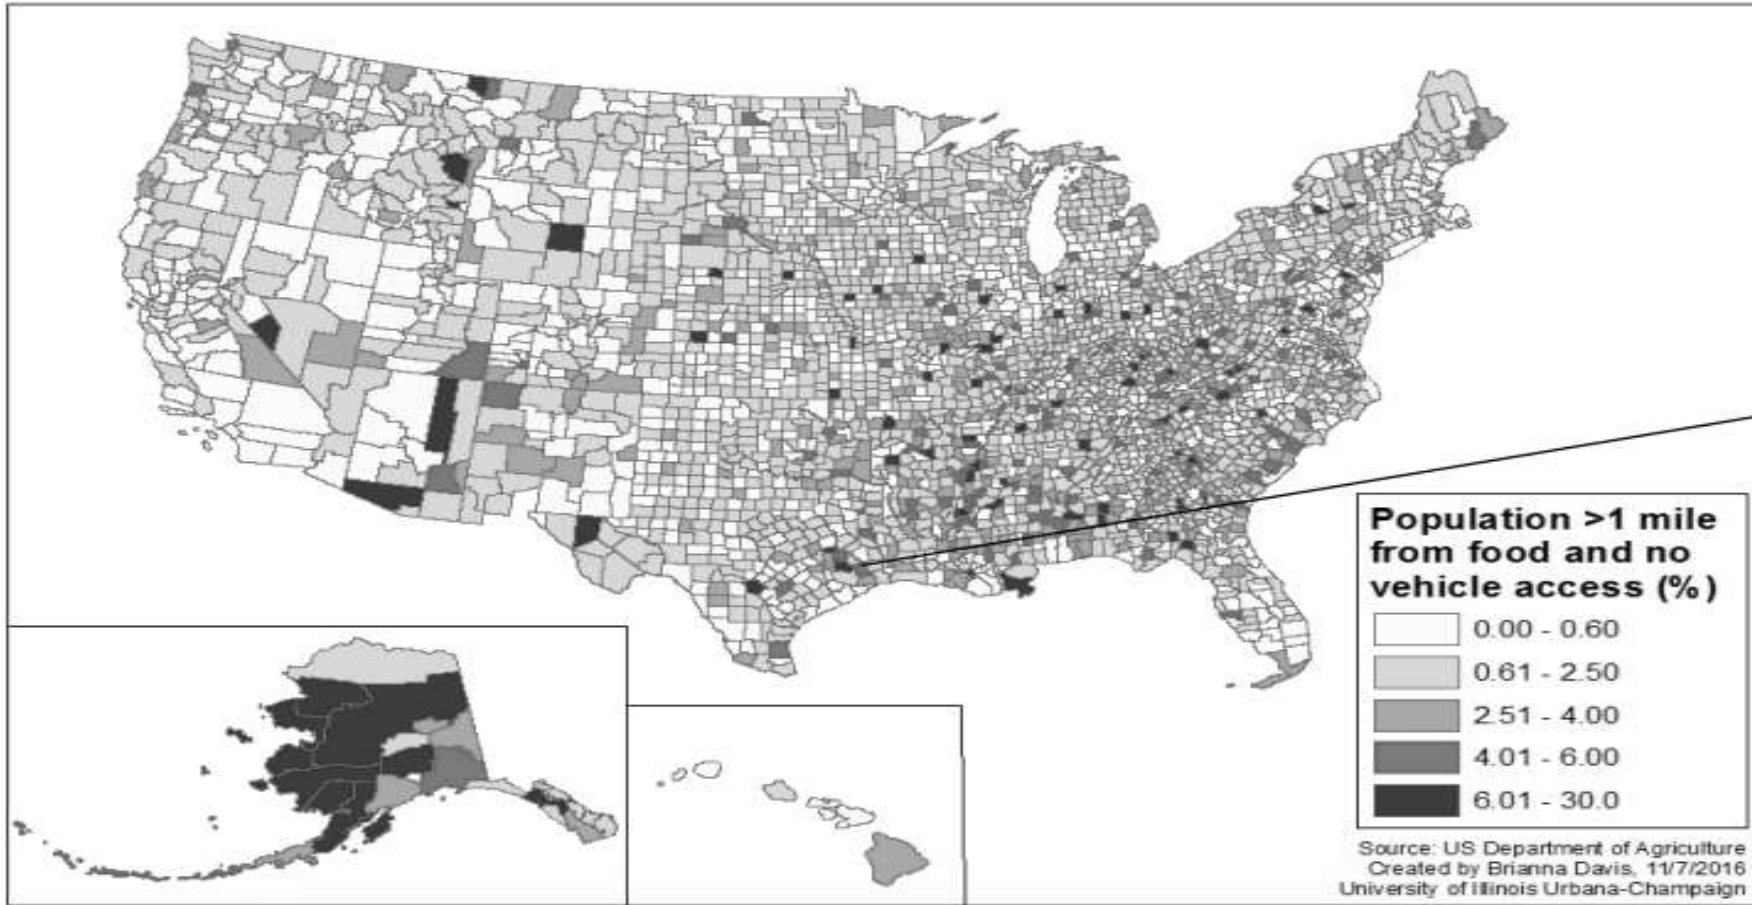 Population >1 mile
from food and no
vehicle access (%)
0.00 - 0.60
0.61 - 2.50
2.51 - 4.00
4.01 - 6.00
6.01 - 30.0
Source: US Department of Agriculture
Created by Brianna Davis, 11/7/2016
University of Illinois Urbana-Champaign